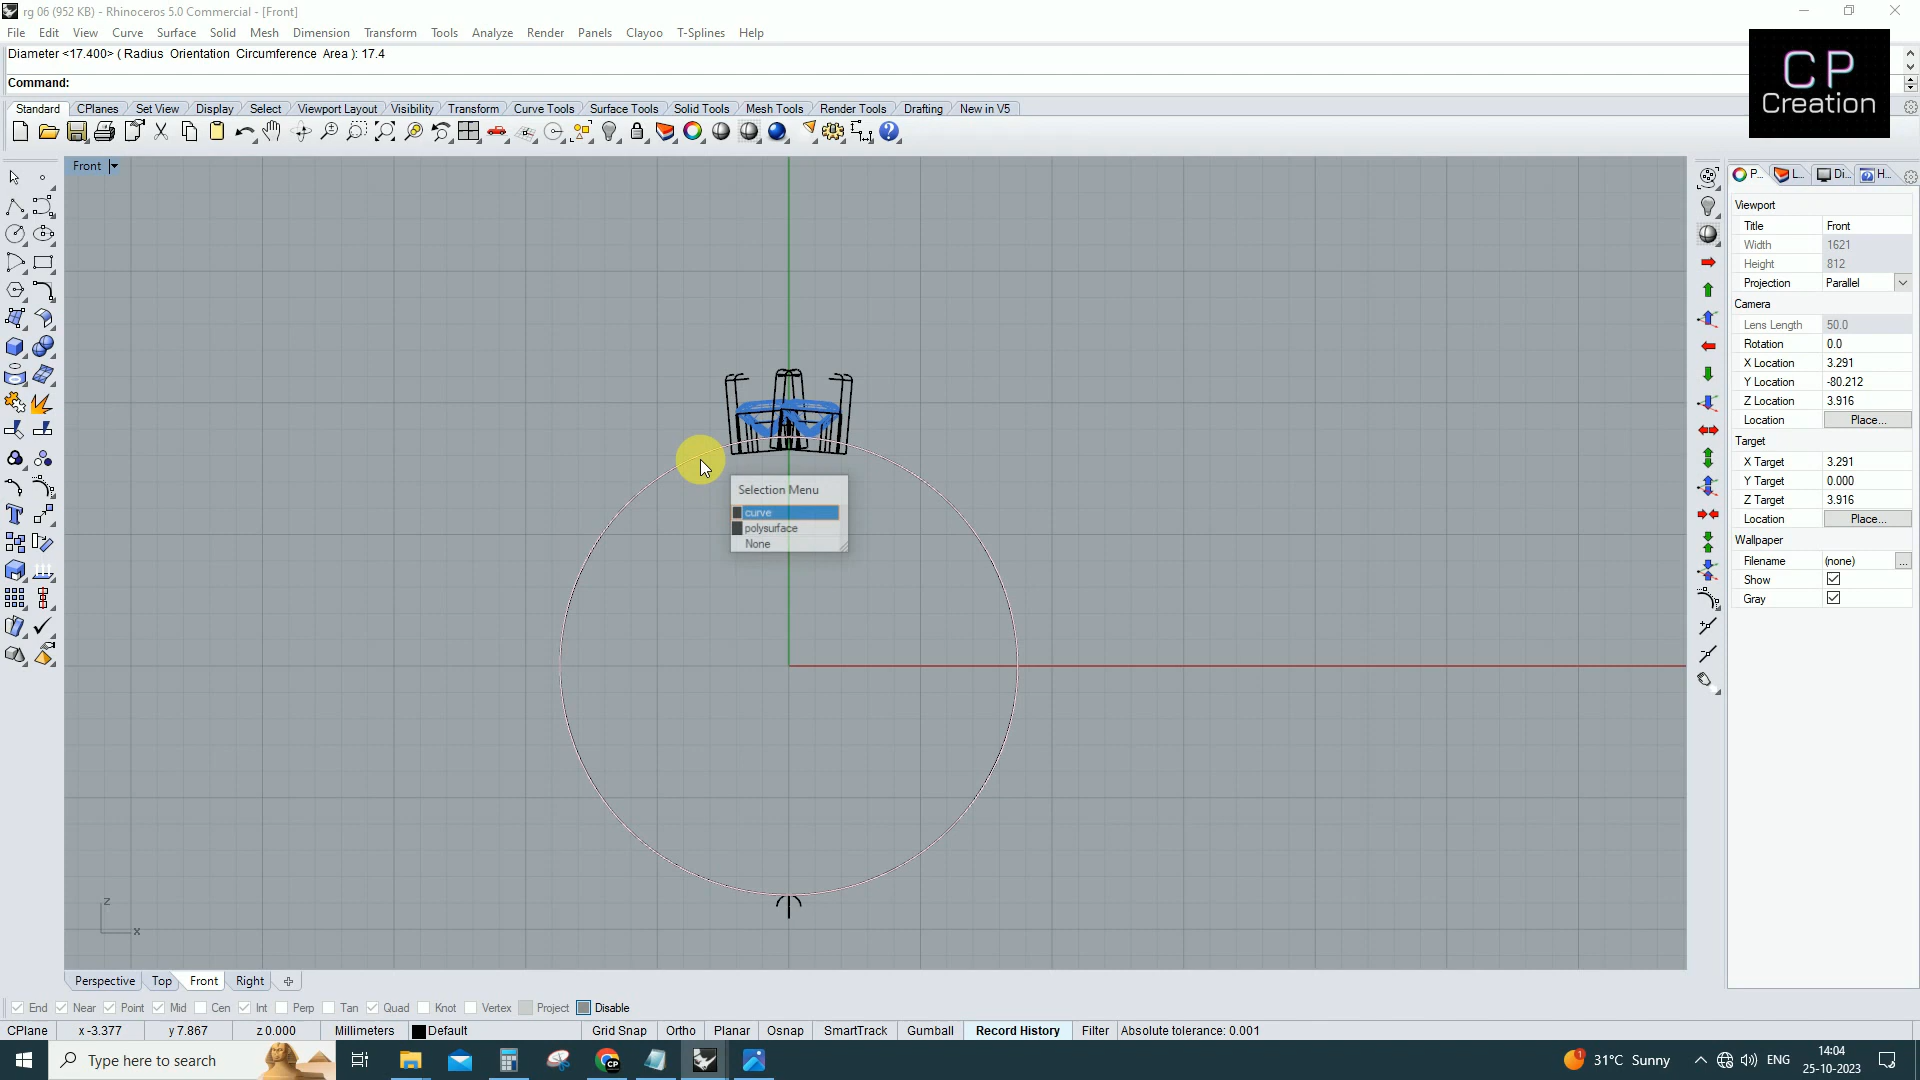 rg 06 (952 KB) - Rhinoceros 5.0 Commercial - [Front]
File Edit View Curve Surface Solid Mesh Dimension Transform Tools Analyze Render Panels Clayoo T-Splines Help
Diameter <17.400> ( Radius Orientation Circumference Area ): 17.4
Command:
CP
Creation
Standard CPlanes Set View Display Select Viewport Layout Visibility Transform Curve Tools Surface Tools Solid Tools Mesh Tools Render Tools Drafting New in V5
Front
P... L... Di... H...
Viewport
Title Front
Width 1621
Height 812
Projection Parallel
Camera
Lens Length 50.0
Rotation 0.0
X Location 3.291
Y Location -80.212
Z Location 3.916
Location Place...
Target
X Target 3.291
Y Target 0.000
Z Target 3.916
Location Place...
Wallpaper
Filename (none) ...
Show
Gray
Selection Menu
curve
polysurface
None
z
x
Perspective Top Front Right
End Near Point Mid Cen Int Perp Tan Quad Knot Vertex Project Disable
CPlane x -3.377 y 7.867 z 0.000 Millimeters Default Grid Snap Ortho Planar Osnap SmartTrack Gumball Record History Filter Absolute tolerance: 0.001
Type here to search CP 1 31°C Sunny ENG 14:04
25-10-2023